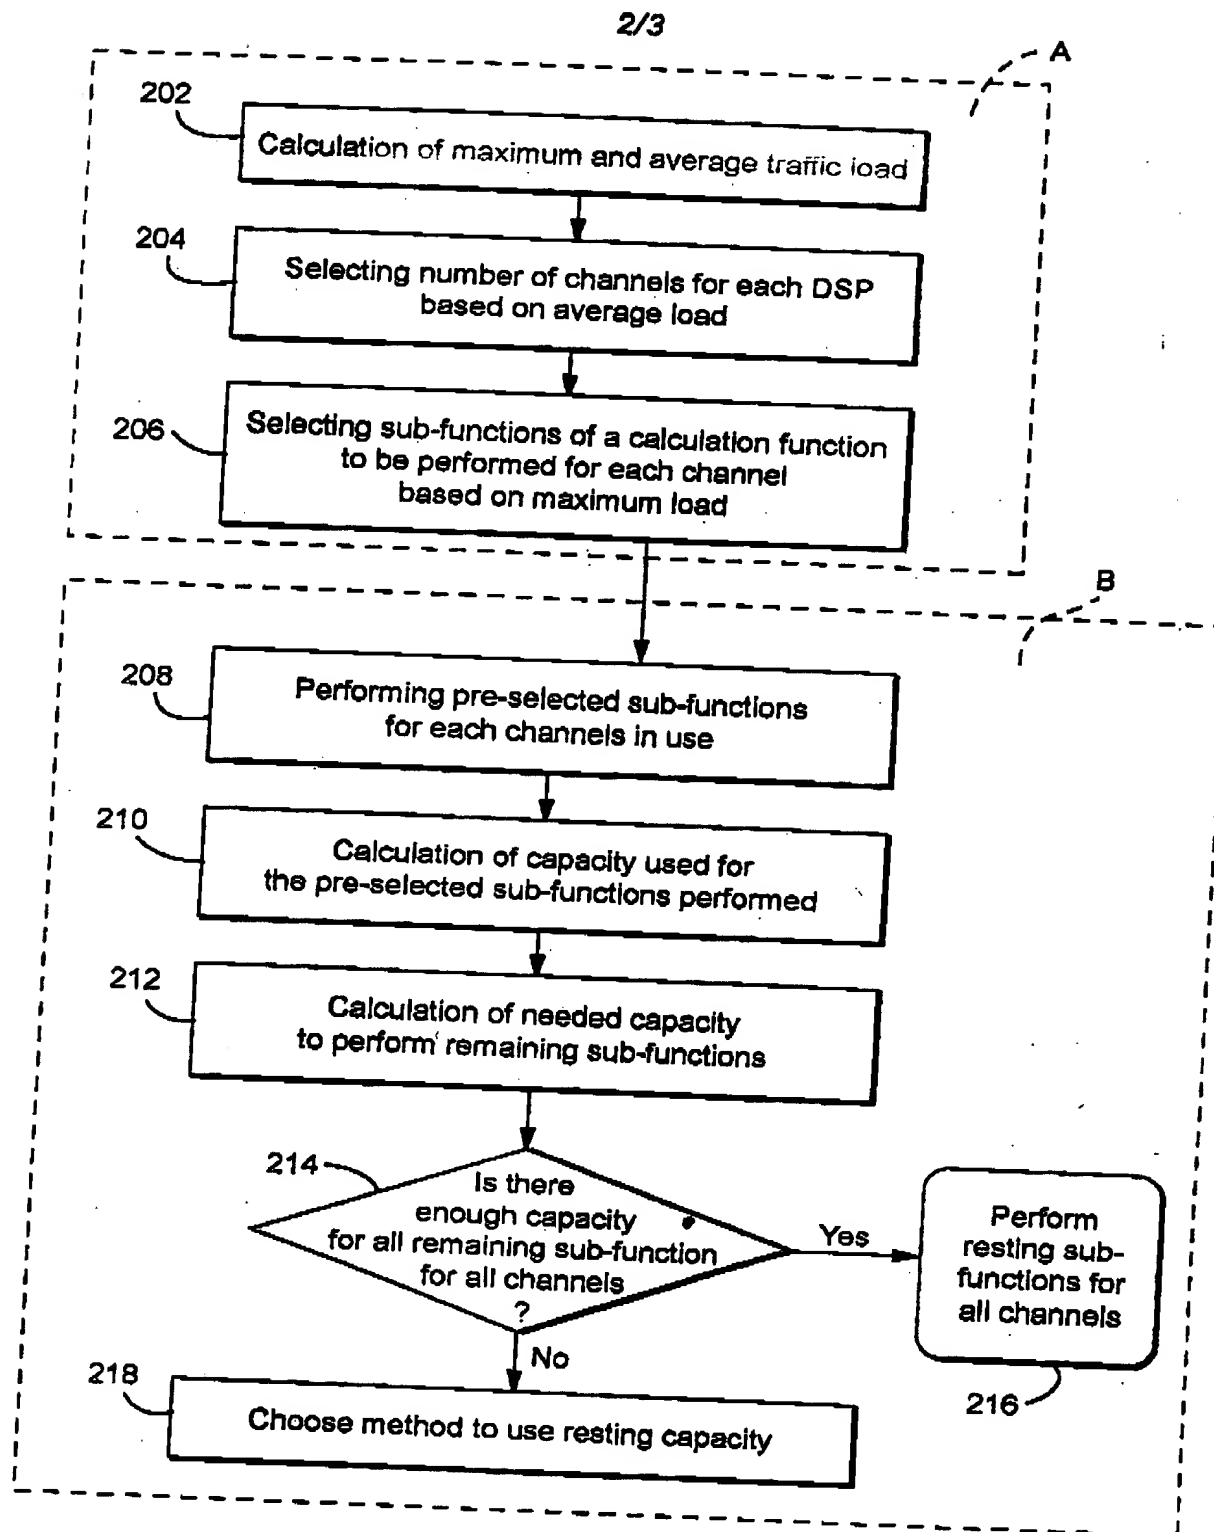 2/3
A
202
Calculation of maximum and average traffic load
204
Selecting number of channels for each DSP
based on average load
206
Selecting sub-functions of a calculation function
to be performed for each channel
based on maximum load
B
208
Performing pre-selected sub-functions
for each channels in use
210
Calculation of capacity used for
the pre-selected sub-functions performed
212
Calculation of needed capacity
to perform remaining sub-functions
214
Is there
enough capacity
for all remaining sub-function
for all channels
?
Yes
Perform
resting sub-
functions for
all channels
216
No
218
Choose method to use resting capacity